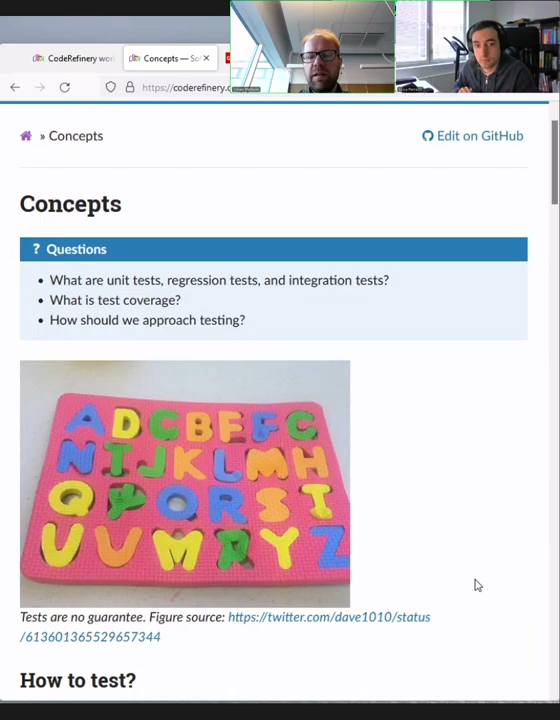 CodeRefinery wo
Concepts — So
https://coderefinery.
» Concepts
Edit on GitHub
Concepts
? Questions
• What are unit tests, regression tests, and integration tests?
• What is test coverage?
• How should we approach testing?
A D C B F F C
N T J K L M H
Q P O R S I
U U M R Y Z
Tests are no guarantee. Figure source: https://twitter.com/dave1010/status
/613601365529657344
How to test?